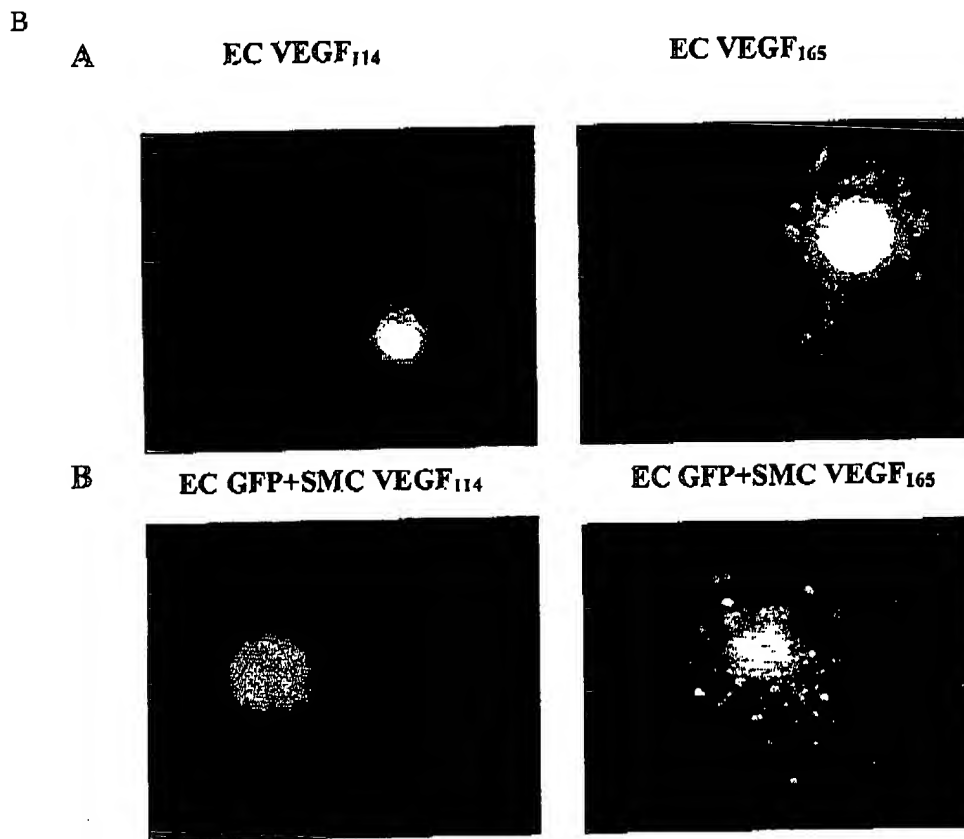 B
A EC VEGF₁₁₄ EC VEGF₁₆₅
B EC GFP+SMC VEGF₁₁₄ EC GFP+SMC VEGF₁₆₅